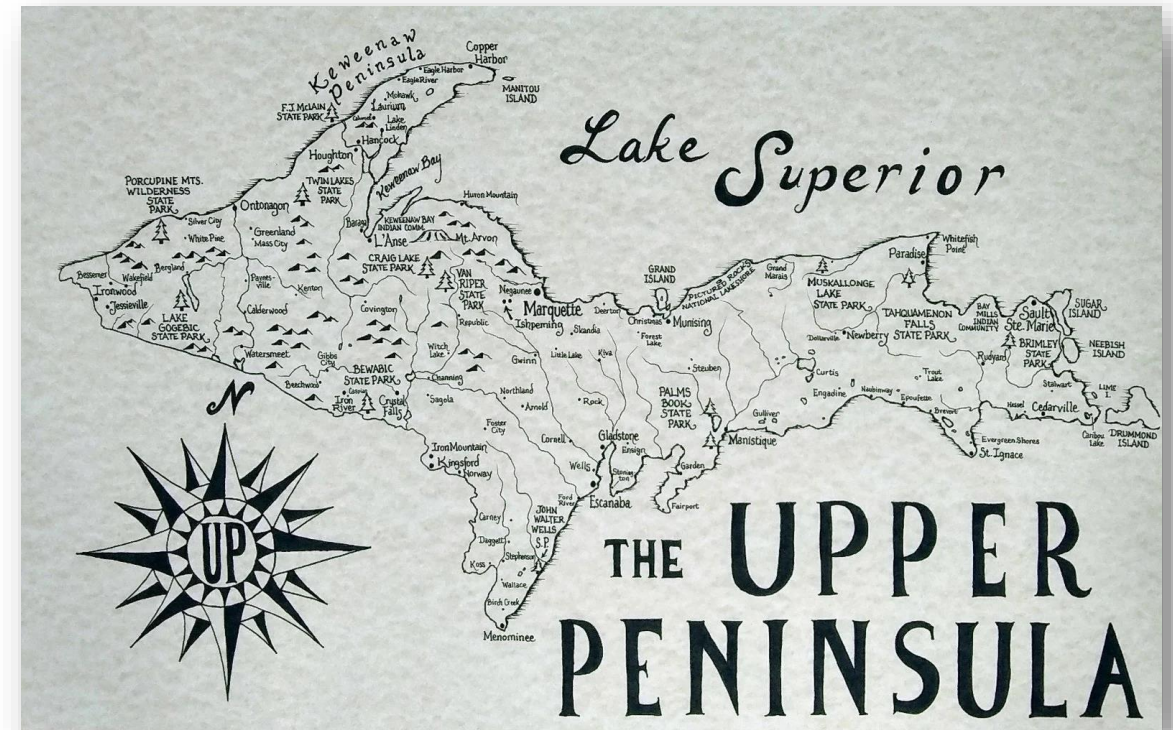 Keweenaw
Peninsula
Copper
Harbor
Eagle Harbor
Eagle River
MANITOU
ISLAND
Mohawk
F.J. McLAIN
STATE PARK
Laurium
Calumet
Lake
Linden
Hancock
Houghton
Lake Superior
Keweenaw Bay
PORCUPINE MTS.
WILDERNESS
STATE
PARK
TWIN LAKES
STATE
PARK
Huron Mountain
Ontonagon
Silver City
Baraga
KEWEENAW BAY
INDIAN COMM.
Greenland
White Pine
Mass City
L'Anse
Mt. Arvon
Whitefish
Point
Paradise
CRAIG LAKE
STATE PARK
Bergland
Bessemer
Wakefield
VAN
RIPER
STATE
PARK
GRAND
ISLAND
PICTURED ROCKS
NATIONAL LAKESHORE
Grand
Marais
MUSKALLONGE
LAKE
STATE PARK
Paynes-
ville
Kenton
Ironwood
Negaunee
Marquette
Jessieville
LAKE
GOGEBIC
STATE PARK
Calderwood
Covington
Ishpeming
Deerton
Christmas
Munising
TAHQUAMENON
FALLS
STATE PARK
BAY
MILLS
INDIAN
COMMUNITY
Sault
Ste. Marie
SUGAR
ISLAND
Republic
Skandia
Forest
Lake
Dollarville
Newberry
BRIMLEY
STATE
PARK
NEEBISH
ISLAND
Watersmeet
Gibbs
City
Witch
Lake
Gwinn
Little Lake
Kiva
Rudyard
BEWABIC
STATE PARK
Steuben
Curtis
Trout
Lake
Beechwood
Channing
Stalwart
Caspian
Iron
River
Crystal
Falls
Sagola
Northland
Arnold
Rock
PALMS
BOOK
STATE
PARK
Engadine
Naubinway
Epoufette
Brevort
Hessel
Cedarville
LIME
I.
Gulliver
Foster
City
Caribou
Lake
DRUMMOND
ISLAND
Cornell
Gladstone
Manistique
Evergreen Shores
St. Ignace
Iron Mountain
Kingsford
Norway
Ensign
Wells
Stoning
ton
Garden
Ford
River
Escanaba
Fairport
Carney
JOHN
WALTER
WELLS
S.P.
Daggett
Stephenson
Koss
Wallace
Birch Creek
Menominee
N
UP
THE UPPER
PENINSULA